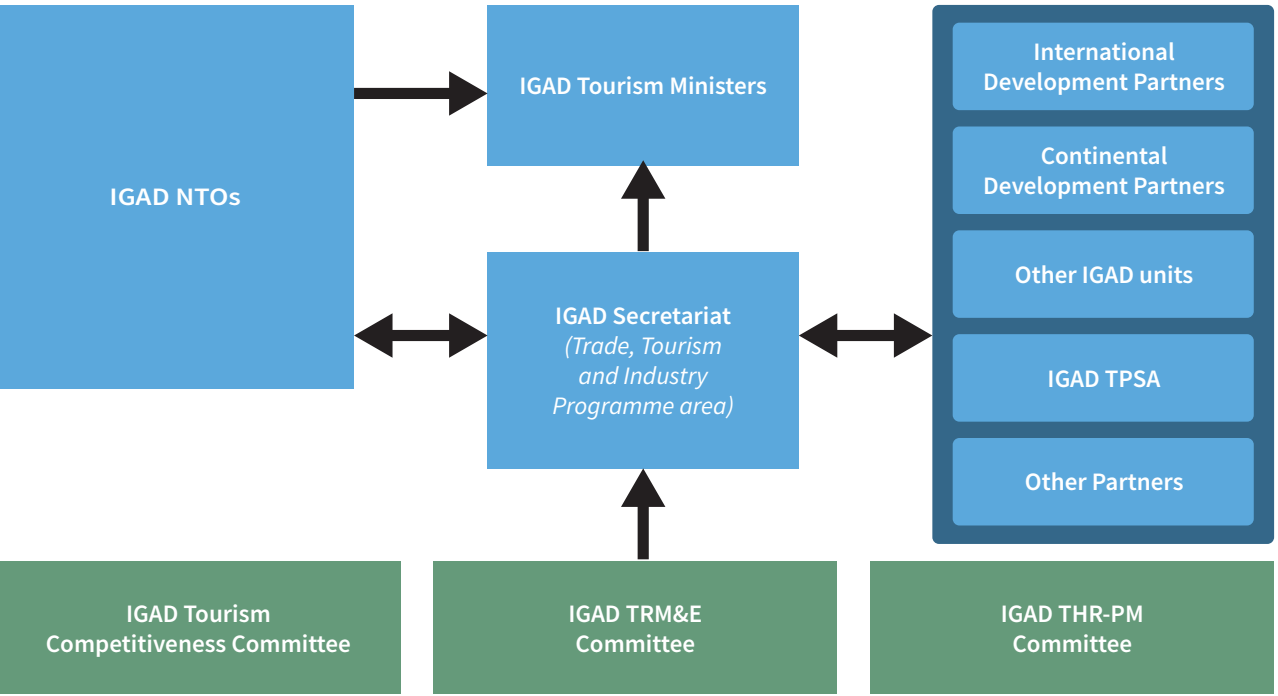 IGAD NTOs
IGAD Tourism Ministers
IGAD Secretariat
(Trade, Tourism
and Industry
Programme area)
International
Development Partners
Continental
Development Partners
Other IGAD units
IGAD TPSA
Other Partners
IGAD Tourism
Competitiveness Committee
IGAD TRM&E
Committee
IGAD THR-PM
Committee